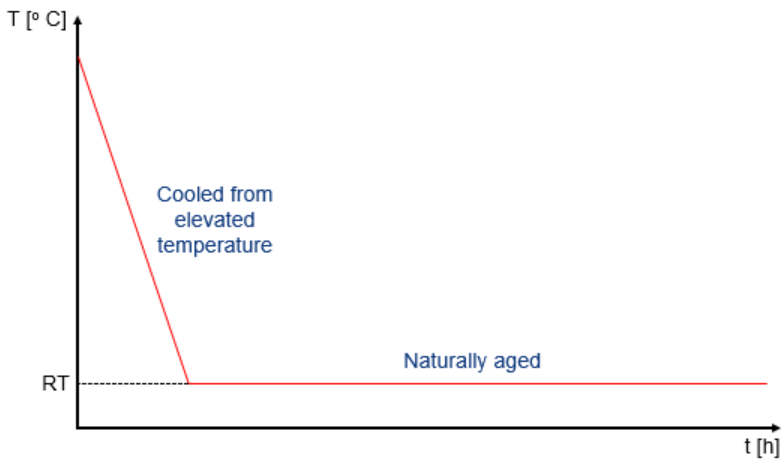 T [º C]
Cooled from
elevated
temperature
Naturally aged
RT
t [h]